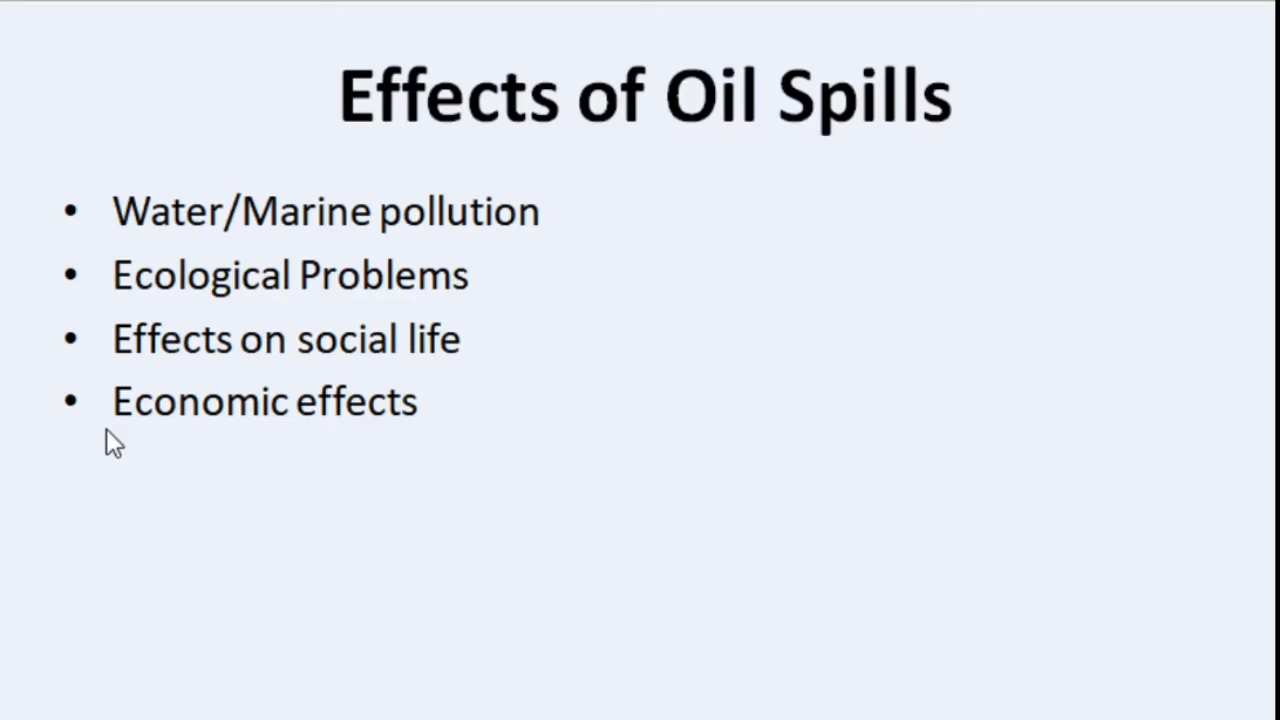 Effects of Oil Spills
• Water/Marine pollution
• Ecological Problems
• Effects on social life
• Economic effects